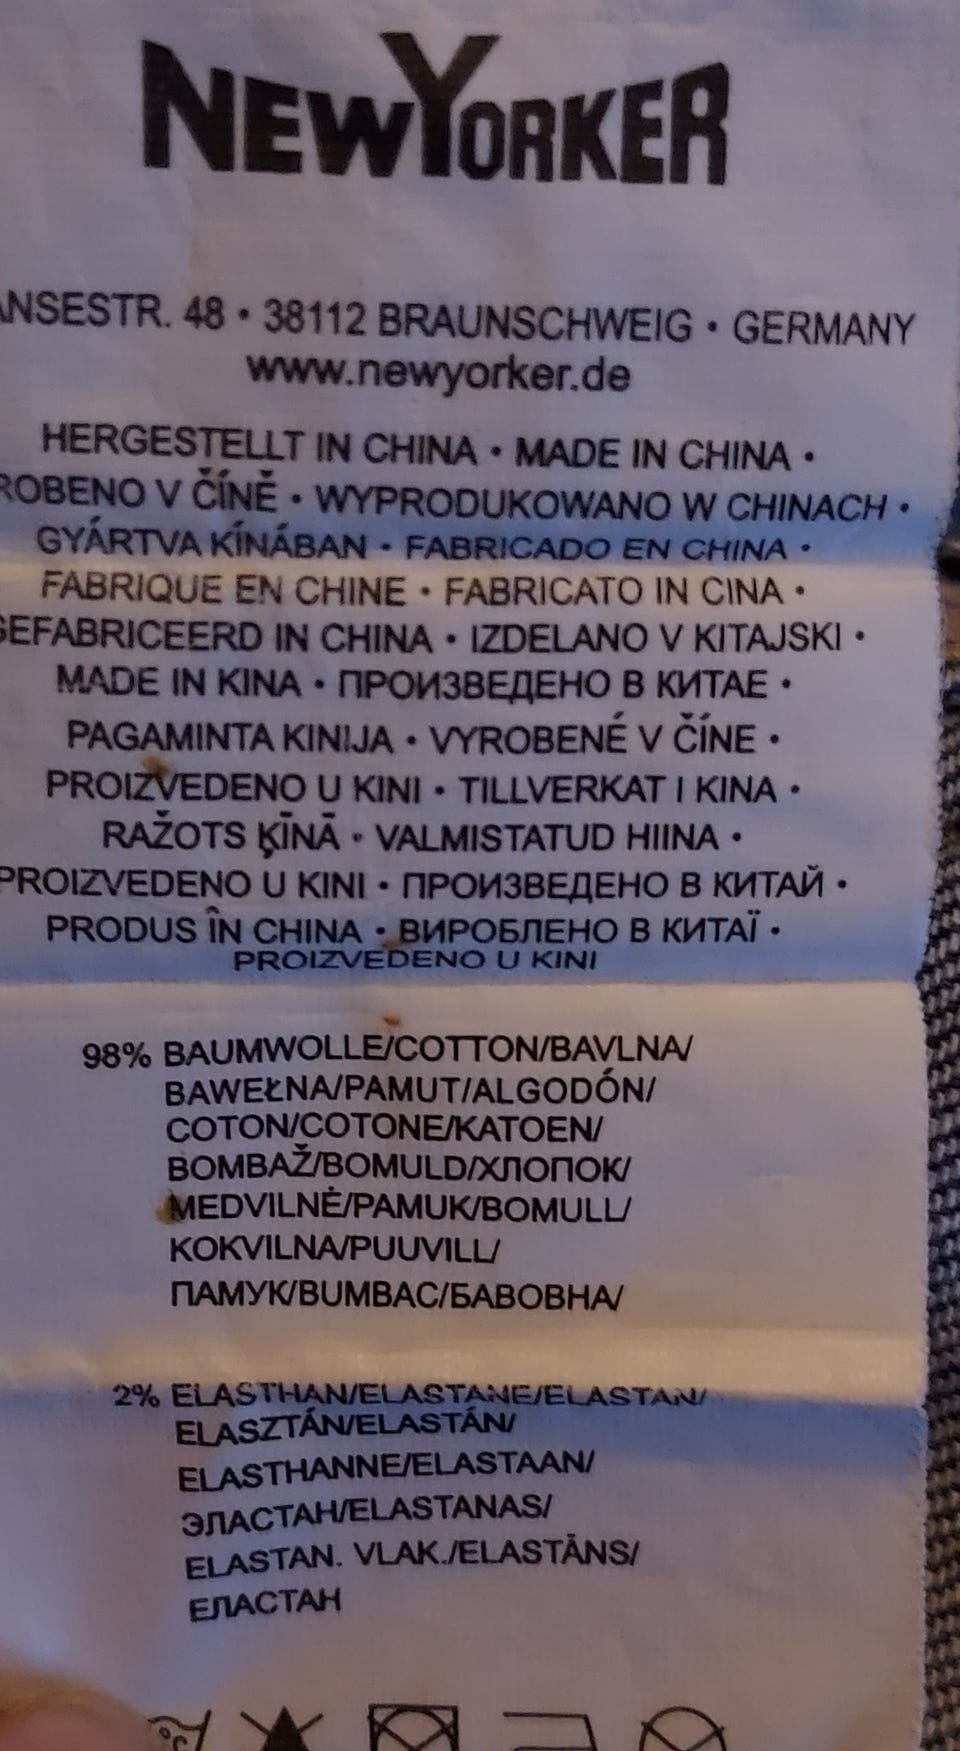 NEWYORKER
ANSESTR. 48 • 38112 BRAUNSCHWEIG • GERMANY
www.newyorker.de
HERGESTELLT IN CHINA • MADE IN CHINA •
ROBENO V ČÍNĚ • WYPRODUKOWANO W CHINACH •
GYÁRTVA KÍNÁBAN • FABRICADO EN CHINA •
FABRIQUE EN CHINE • FABRICATO IN CINA •
GEFABRICEERD IN CHINA • IZDELANO V KITAJSKI •
MADE IN KINA • ПРОИЗВЕДЕНО В КИТАЕ •
PAGAMINTA KINIJA • VYROBENÉ V ČÍNE •
PROIZVEDENO U KINI • TILLVERKAT I KINA •
RAŽOTS ĶĪNĀ • VALMISTATUD HIINA •
PROIZVEDENO U KINI • ПРОИЗВЕДЕНО В КИТАЙ •
PRODUS ÎN CHINA • ВИРОБЛЕНО В КИТАЇ •
PROIZVEDENO U KINI
98% BAUMWOLLE/COTTON/BAVLNA/
BAWEŁNA/PAMUT/ALGODÓN/
COTON/COTONE/KATOEN/
BOMBAŽ/BOMULD/ХЛОПОК/
MEDVILNĖ/PAMUK/BOMULL/
KOKVILNA/PUUVILL/
ПАМУК/BUMBAC/БАВОВНА/
2% ELASTHAN/ELASTANE/ELASTAN/
ELASZTÁN/ELASTÁN/
ELASTHANNE/ELASTAAN/
ЭЛАСТАН/ELASTANAS/
ELASTAN. VLAK./ELASTĀNS/
ЕЛАСТАН
°C